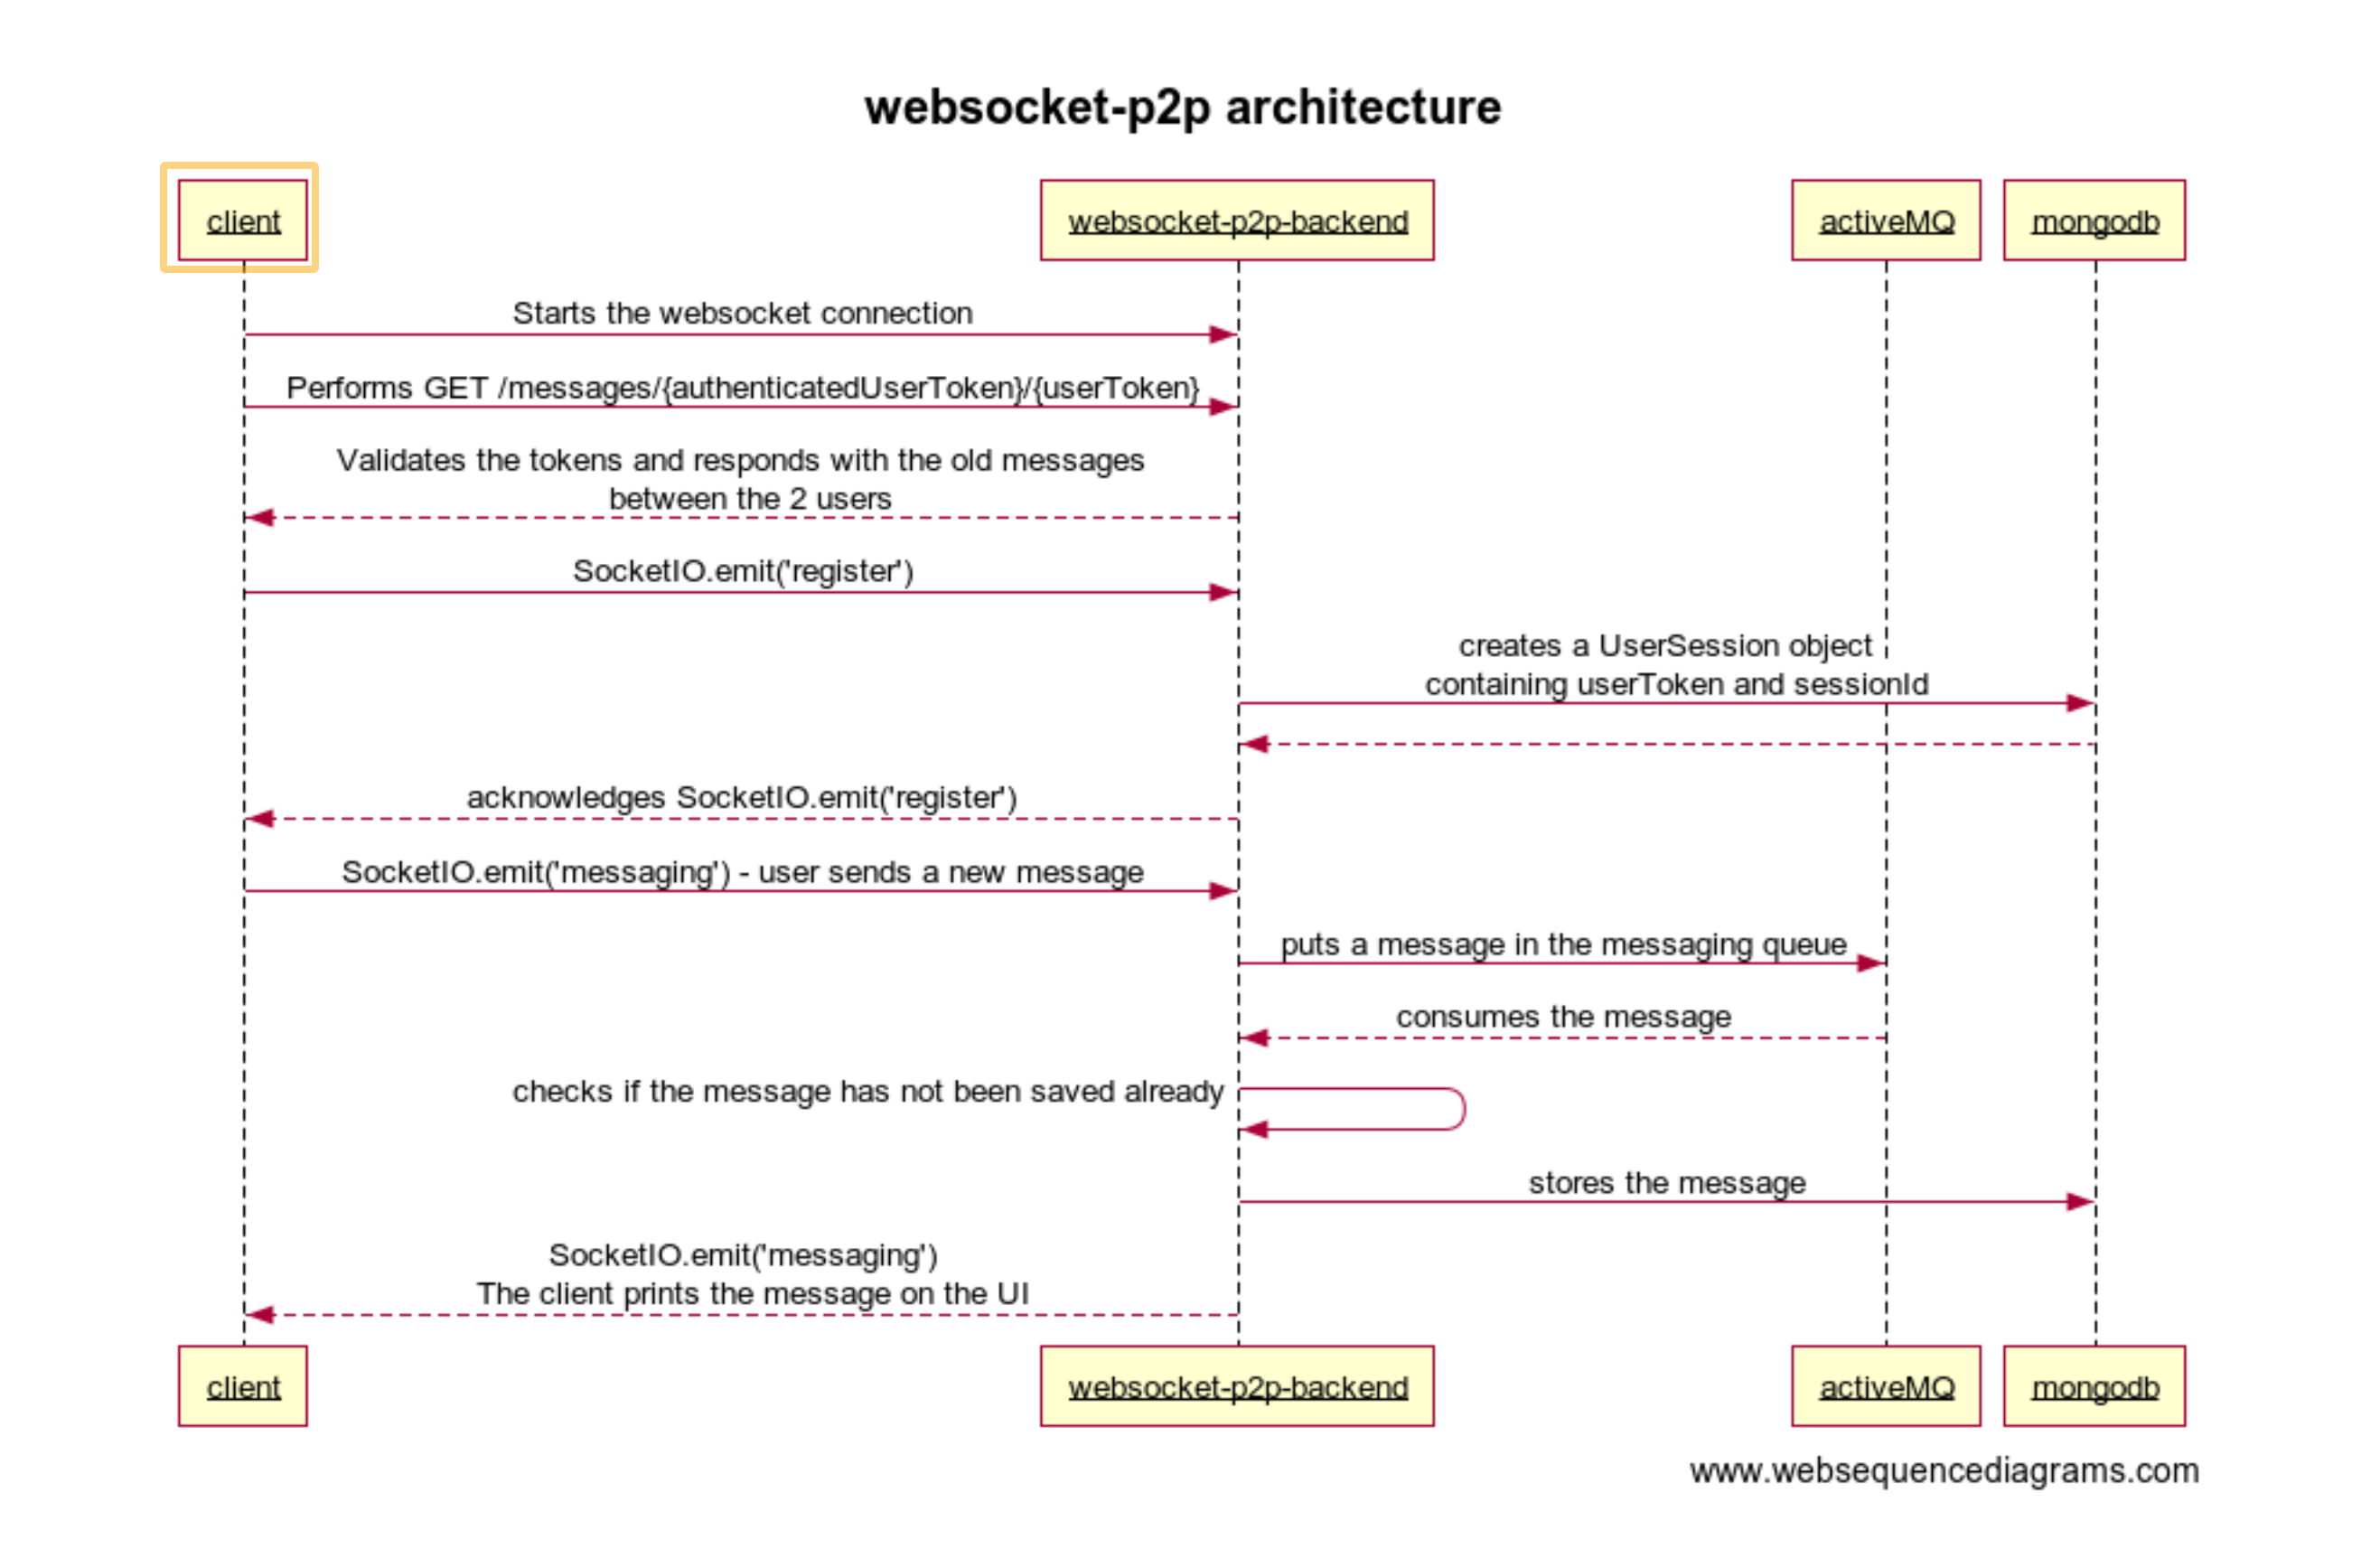 websocket-p2p architecture
client
websocket-p2p-backend
activeMQ
mongodb
Starts the websocket connection
Performs GET /messages/{authenticatedUserToken}/{userToken}
Validates the tokens and responds with the old messages
between the 2 users
SocketIO.emit('register')
creates a UserSession object
containing userToken and sessionId
acknowledges SocketIO.emit('register')
SocketIO.emit('messaging') - user sends a new message
puts a message in the messaging queue
consumes the message
checks if the message has not been saved already
stores the message
SocketIO.emit('messaging')
The client prints the message on the UI
client
websocket-p2p-backend
activeMQ
mongodb
www.websequencediagrams.com